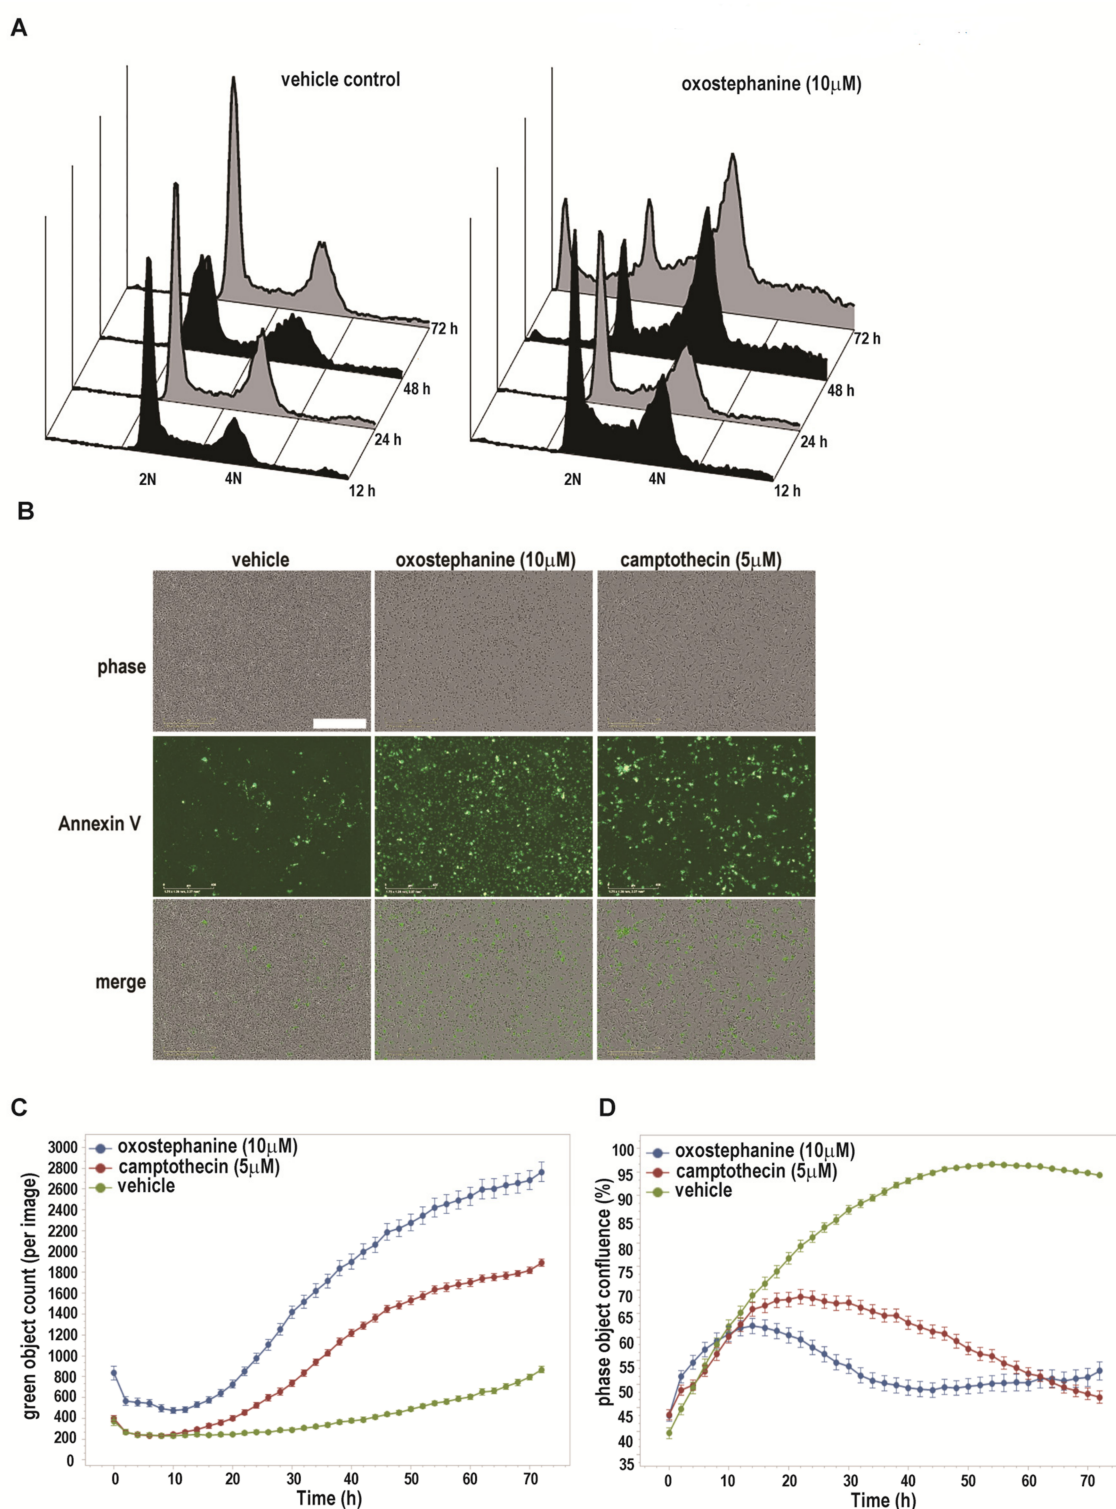 A
vehicle control
oxostephanine (10μM)
72 h
48 h
24 h
12 h
2N
4N
72 h
48 h
24 h
12 h
2N
4N
B
vehicle
oxostephanine (10μM)
camptothecin (5μM)
phase
Annexin V
merge
C
oxostephanine (10μM)
camptothecin (5μM)
vehicle
green object count (per image)
3000
2800
2600
2400
2200
2000
1800
1600
1400
1200
1000
800
600
400
200
0
0
10
20
30
40
50
60
70
Time (h)
D
oxostephanine (10μM)
camptothecin (5μM)
vehicle
phase object confluence (%)
100
95
90
85
80
75
70
65
60
55
50
45
40
35
0
10
20
30
40
50
60
70
Time (h)